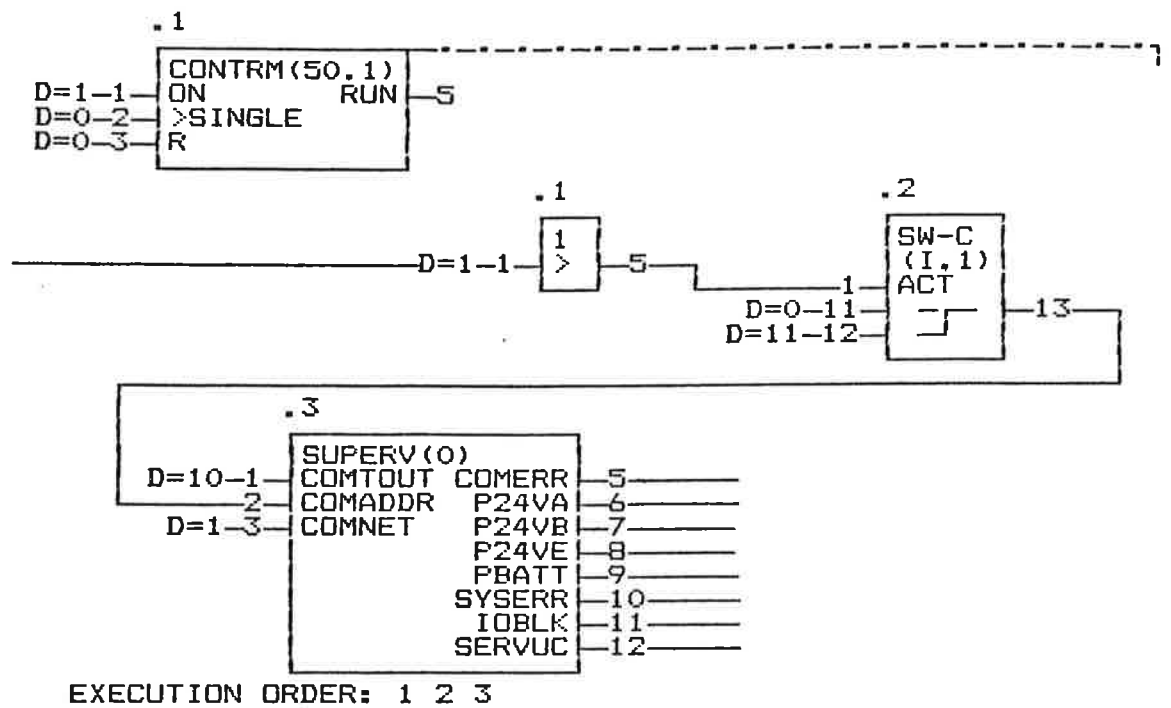 .1
CONTRM(50.1)
D=1-1 ON RUN 5
D=0-2 >SINGLE
D=0-3 R
.1
1
D=1-1 > 5
.2
SW-C
(I,1)
1 ACT
D=0-11 13
D=11-12
.3
SUPERV(0)
D=10-1 COMTOUT COMERR 5
2 COMADDR P24VA 6
D=1-3 COMNET P24VB 7
P24VE 8
PBATT 9
SYSERR 10
IOBLK 11
SERVUC 12
EXECUTION ORDER: 1 2 3